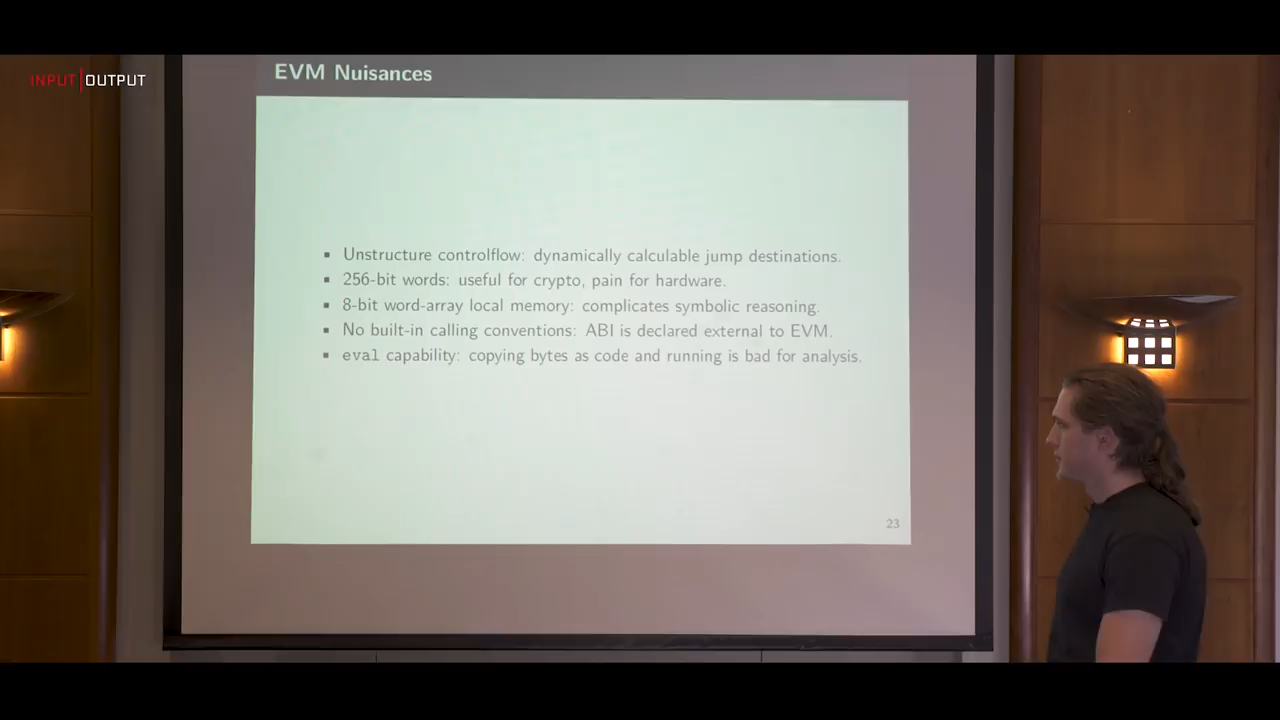 EVM Nuisances
INPUT|OUTPUT
▪ Unstructure controlflow: dynamically calculable jump destinations.
▪ 256-bit words: useful for crypto, pain for hardware.
▪ 8-bit word-array local memory: complicates symbolic reasoning.
▪ No built-in calling conventions: ABI is declared external to EVM.
▪ eval capability: copying bytes as code and running is bad for analysis.
23